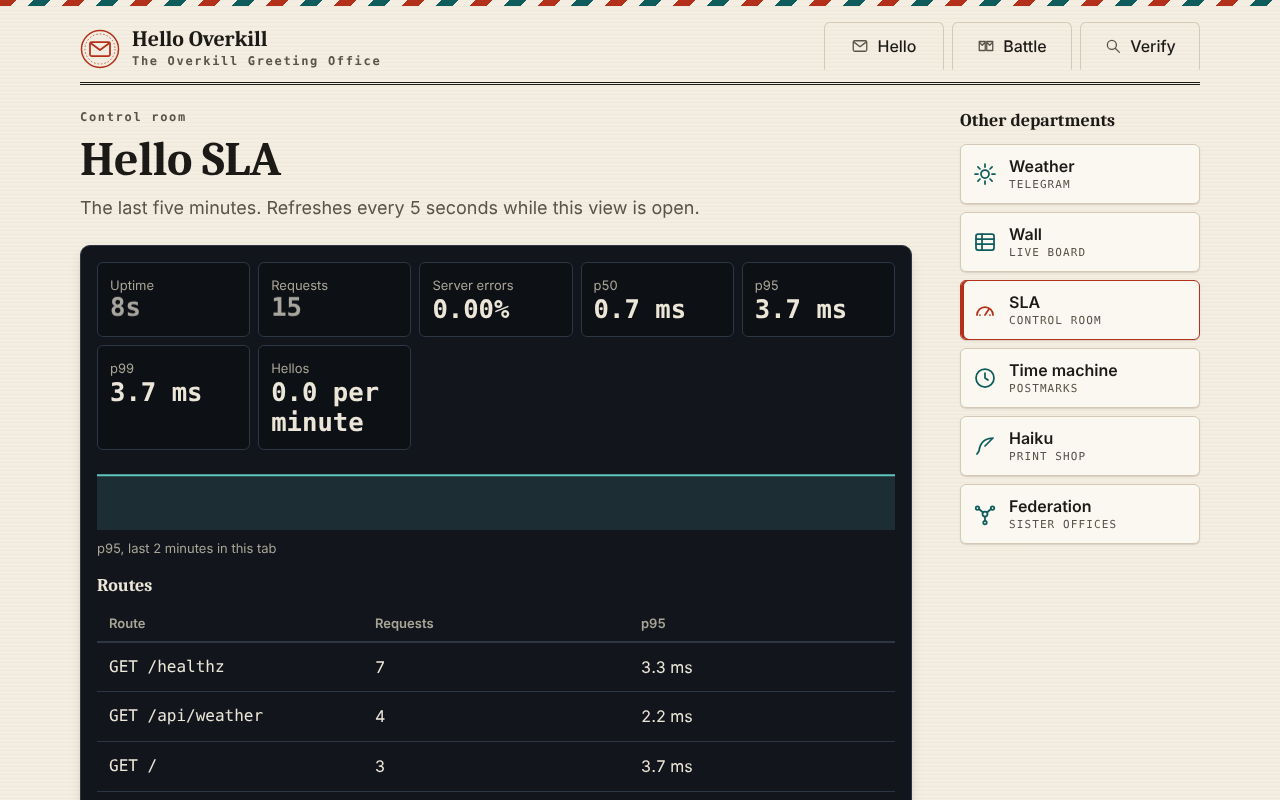 Hello Overkill
The Overkill Greeting Office
Hello
Battle
Verify
Control room
Hello SLA
The last five minutes. Refreshes every 5 seconds while this view is open.
Uptime
8s
Requests
15
Server errors
0.00%
p50
0.7 ms
p95
3.7 ms
p99
3.7 ms
Hellos
0.0 per
minute
p95, last 2 minutes in this tab
Routes
Route Requests p95
GET /healthz 7 3.3 ms
GET /api/weather 4 2.2 ms
GET / 3 3.7 ms
Other departments
Weather
TELEGRAM
Wall
LIVE BOARD
SLA
CONTROL ROOM
Time machine
POSTMARKS
Haiku
PRINT SHOP
Federation
SISTER OFFICES